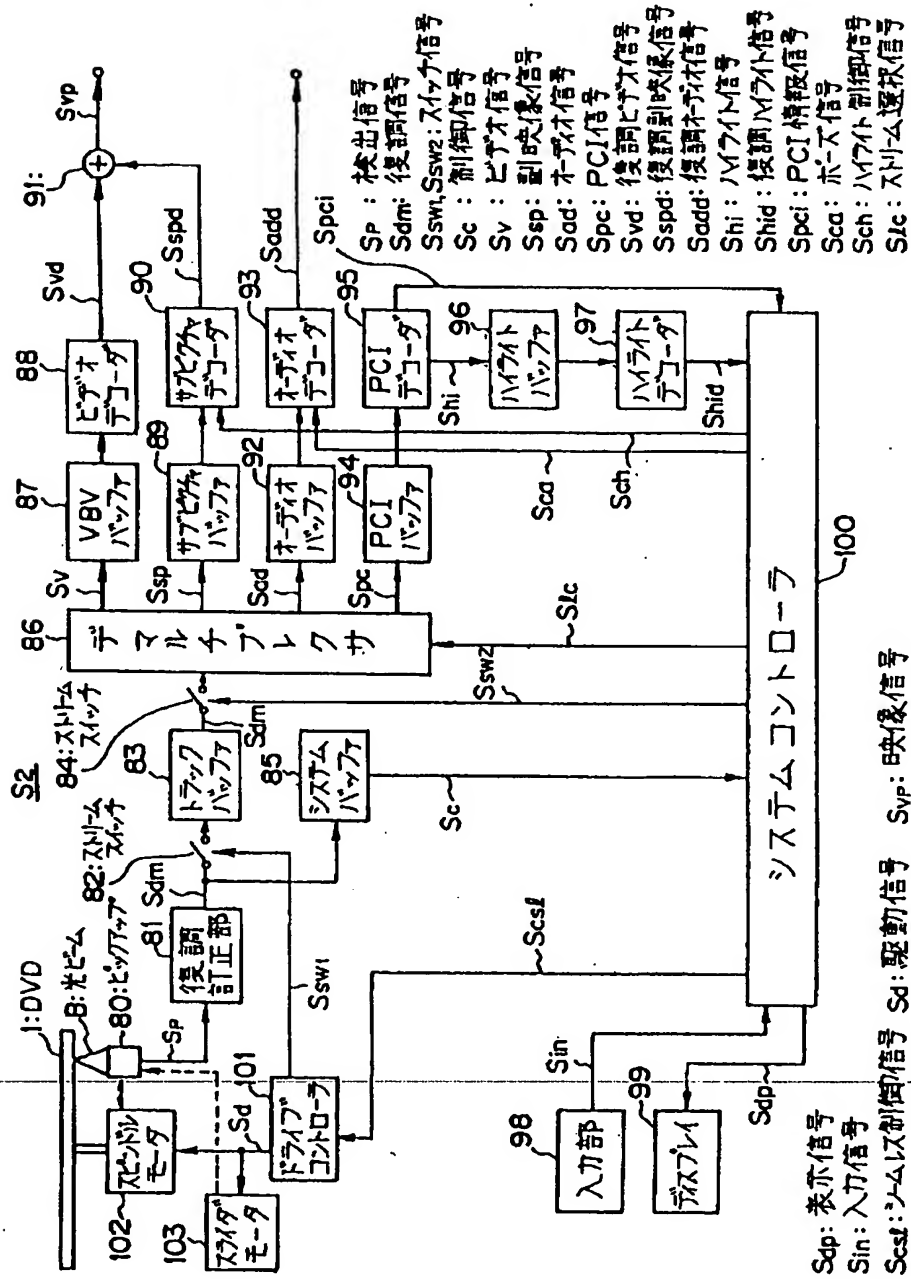 S2
1:DVD
B:光ビーム
80:ピックアップ
Sp
102
スピンドル
モータ
103
スライダ
モータ
Sd
101
ドライブ
コントローラ
Ssw1
81
復調
訂正部
Sdm
82:ストリーム
スイッチ
83
トラック
バッファ
84:ストリーム
スイッチ
Sdm
85
システム
バッファ
Sc
Scsl
Ssw2
Slc
86
デマルチプレクサ
Sv
87
VBV
バッファ
88
ビデオ
デコーダ
Svd
91:
Svp
Ssp
89
サブピクチャ
バッファ
90
サブピクチャ
デコーダ
Sspd
Sad
92
オーディオ
バッファ
93
オーディオ
デコーダ
Sadd
Spc
94
PCI
バッファ
95
PCI
デコーダ
Spci
Shi
96
ハイライト
バッファ
97
ハイライト
デコーダ
Shid
Sca
Sch
98
入力部
Sin
99
ディスプレイ
Sdp
システムコントローラ
100
Sp:検出信号
Sdm:復調信号
Ssw1,Ssw2:スイッチ信号
Sc:制御信号
Sv:ビデオ信号
Ssp:副映像信号
Sad:オーディオ信号
Spc:PCI信号
Svd:復調ビデオ信号
Sspd:復調副映像信号
Sadd:復調オーディオ信号
Shi:ハイライト信号
Shid:復調ハイライト信号
Spci:PCI情報信号
Sca:ポーズ信号
Sch:ハイライト制御信号
Slc:ストリーム選択信号
Sdp:表示信号
Sin:入力信号
Scsl:シームレス制御信号 Sd:駆動信号 Svp:映像信号